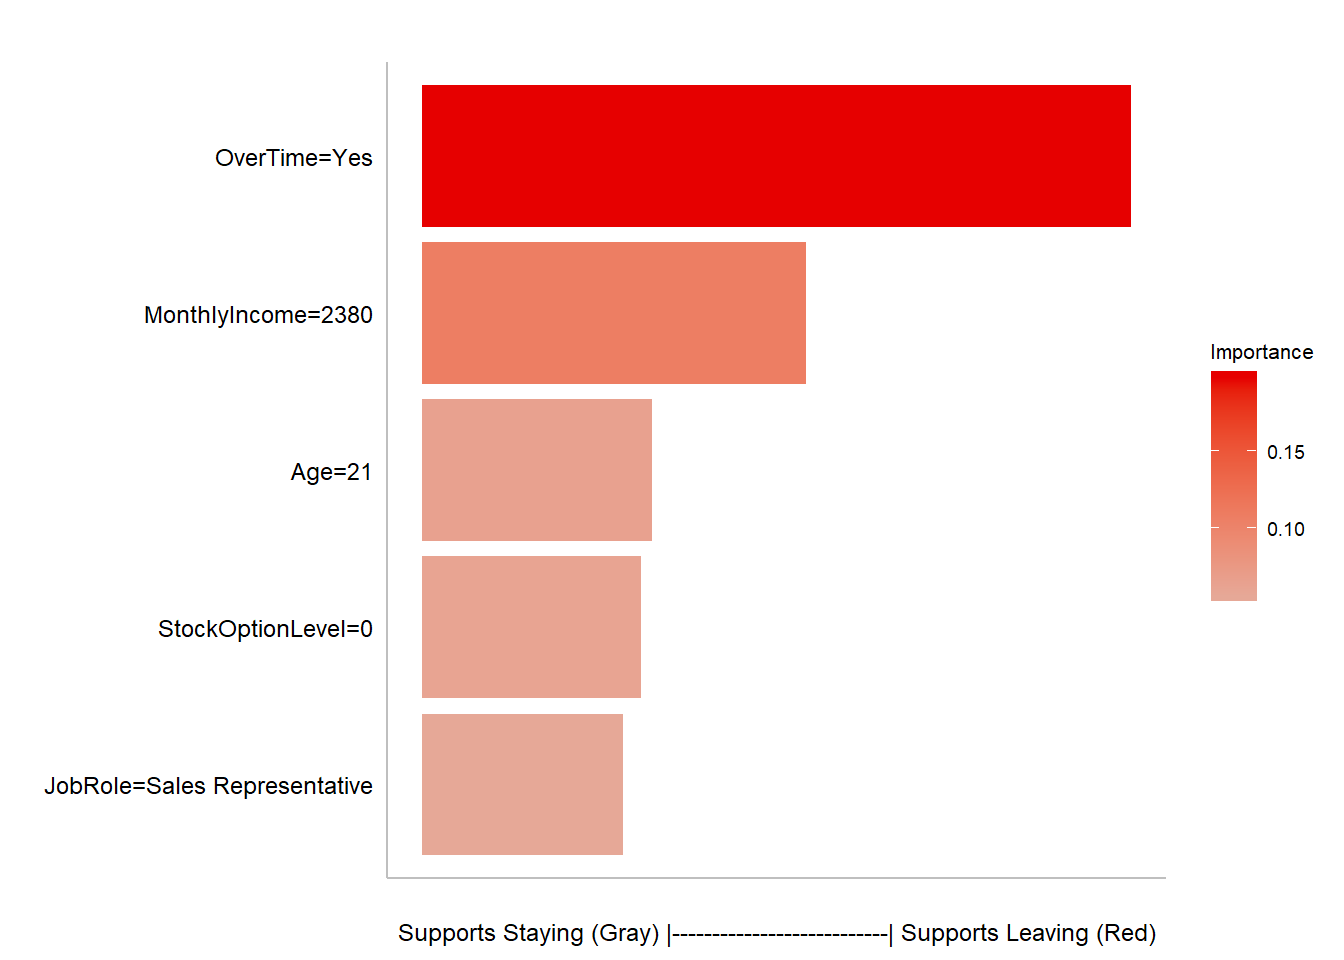 OverTime=Yes
MonthlyIncome=2380
Age=21
StockOptionLevel=0
JobRole=Sales Representative
Supports Staying (Gray) |---------------------------| Supports Leaving (Red)
Importance
0.15
0.10